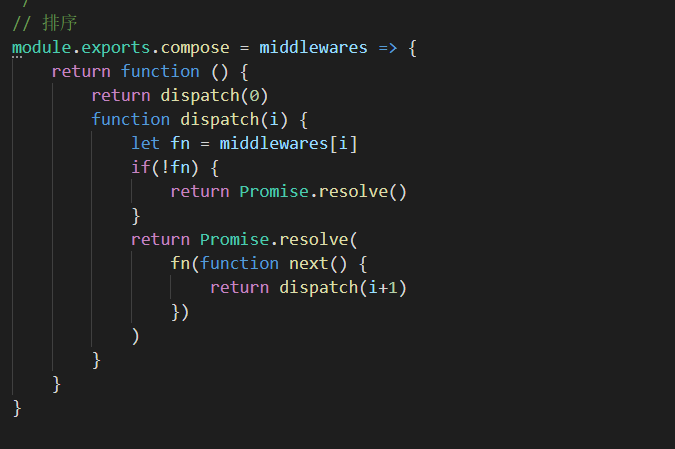 /
// 排序
module.exports.compose = middlewares => {
    return function () {
        return dispatch(0)
        function dispatch(i) {
            let fn = middlewares[i]
            if(!fn) {
                return Promise.resolve()
            }
            return Promise.resolve(
                fn(function next() {
                    return dispatch(i+1)
                })
            )
        }
    }
}